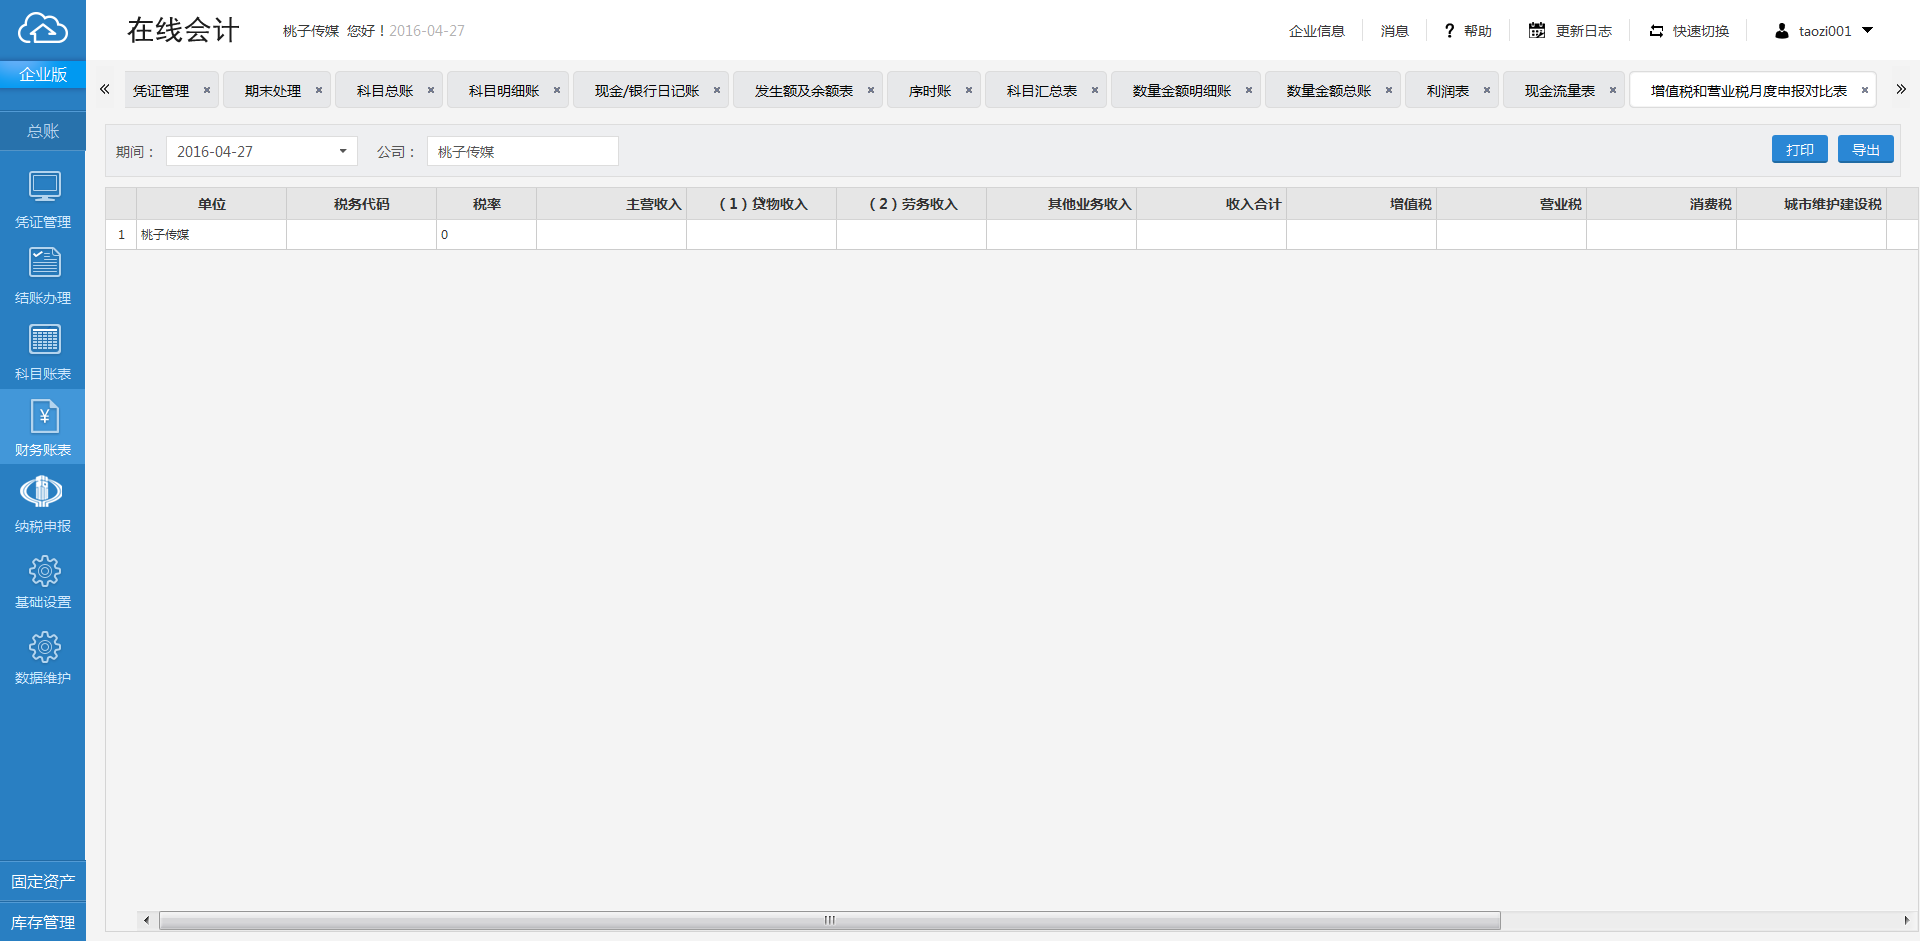 在线会计 桃子传媒 您好！2016-04-27 企业信息 消息 ? 帮助 更新日志 快速切换 taozi001
企业版
« 凭证管理 × 期末处理 × 科目总账 × 科目明细账 × 现金/银行日记账 × 发生额及余额表 × 序时账 × 科目汇总表 × 数量金额明细账 × 数量金额总账 × 利润表 × 现金流量表 × 增值税和营业税月度申报对比表 × »
总账
期间： 2016-04-27 公司： 桃子传媒 打印 导出
单位 税务代码 税率 主营收入 （1）货物收入 （2）劳务收入 其他业务收入 收入合计 增值税 营业税 消费税 城市维护建设税
1 桃子传媒 0
凭证管理
结账办理
科目账表
¥
财务账表
纳税申报
基础设置
数据维护
固定资产
库存管理